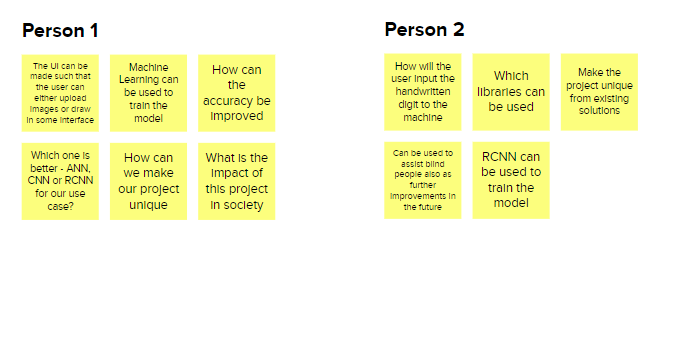 Person 1
The UI can be
made such that
the user can
either upload
images or draw
in some interface
Machine
Learning can
be used to
train the
model
How can
the
accuracy be
improved
Which one is
better - ANN,
CNN or RCNN
for our use
case?
How can
we make
our project
unique
What is the
impact of
this project
in society
Person 2
How will the
user input the
handwritten
digit to the
machine
Which
libraries can
be used
Make the
project unique
from existing
solutions
Can be used to
assist blind
people also as
further
improvements in
the future
RCNN can
be used to
train the
model